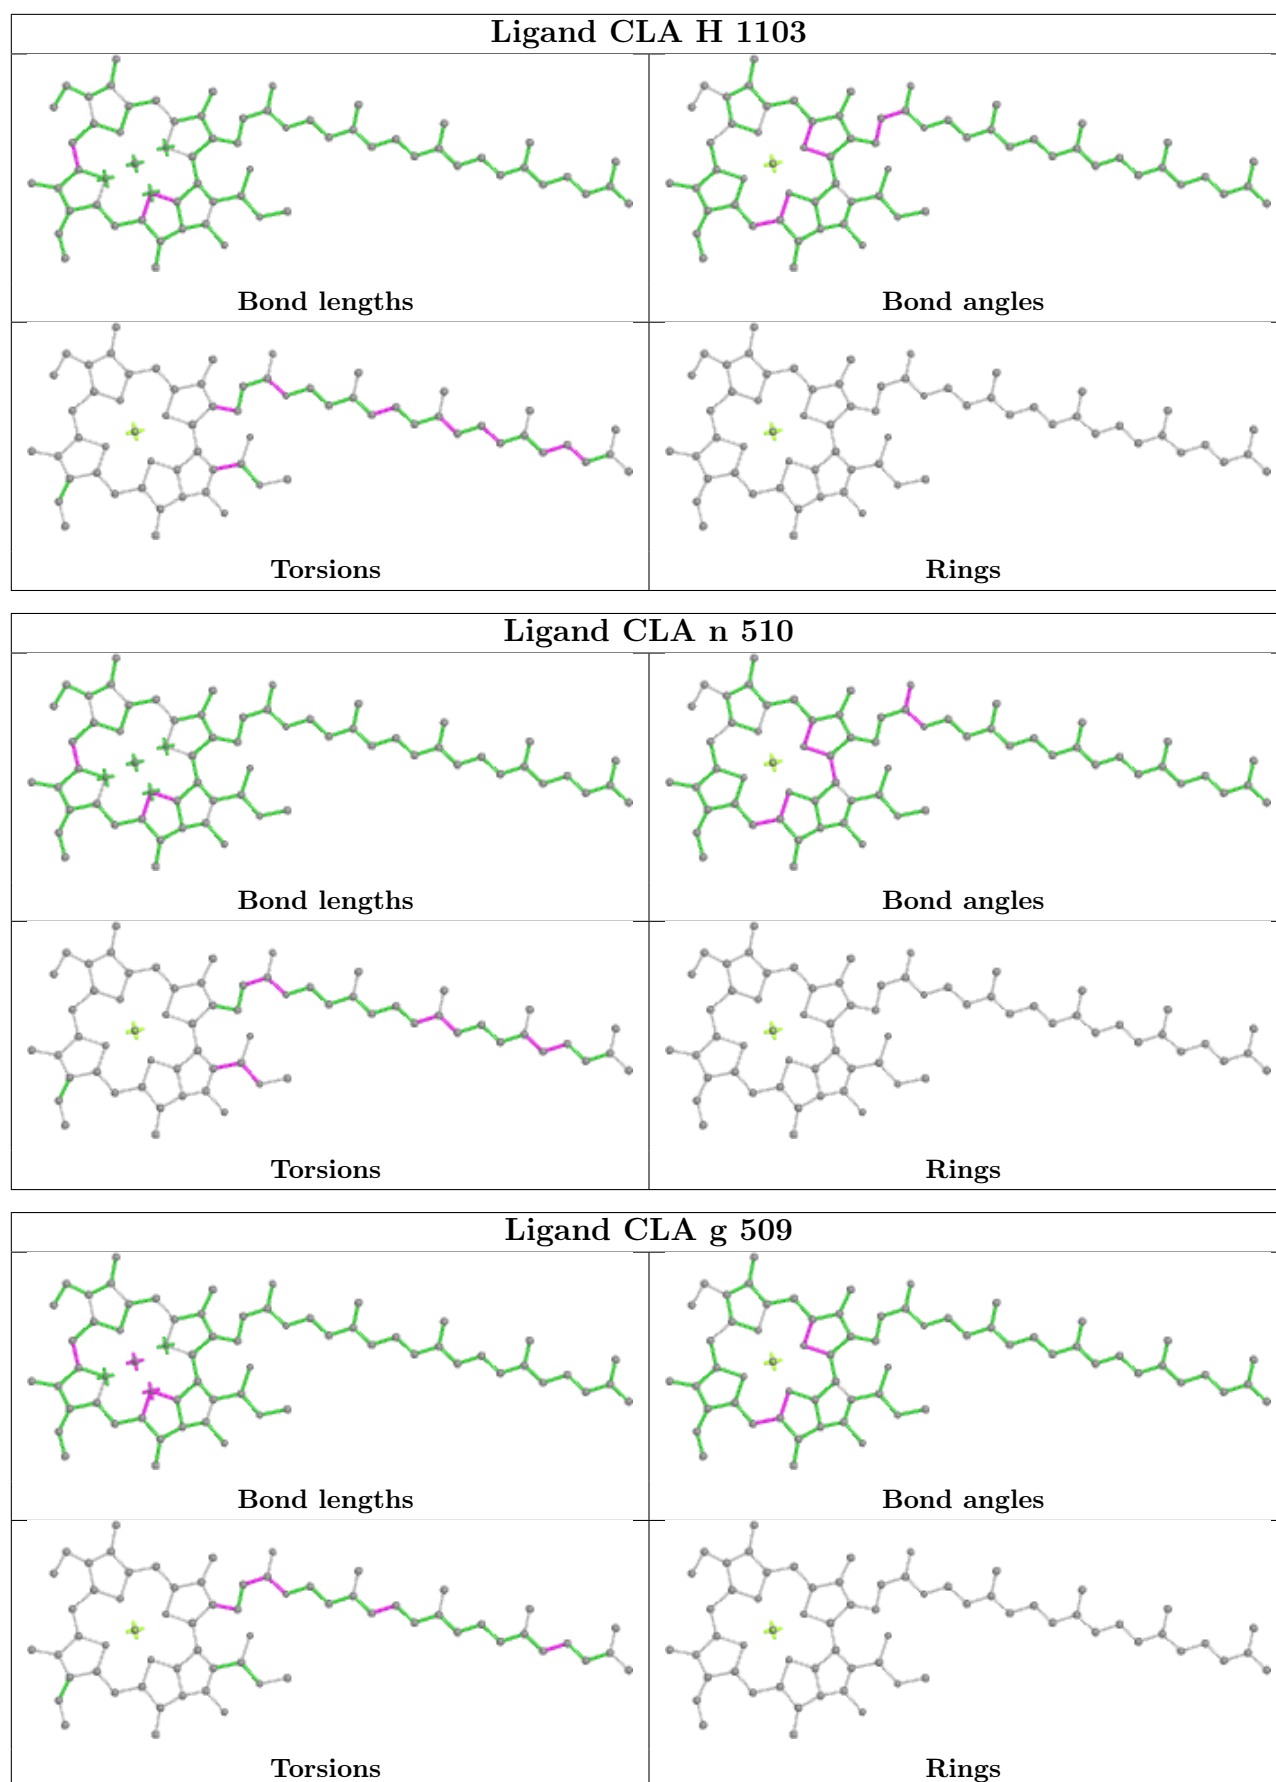 Ligand CLA H 1103
Bond lengths
Bond angles
Torsions
Rings
Ligand CLA n 510
Bond lengths
Bond angles
Torsions
Rings
Ligand CLA g 509
Bond lengths
Bond angles
Torsions
Rings